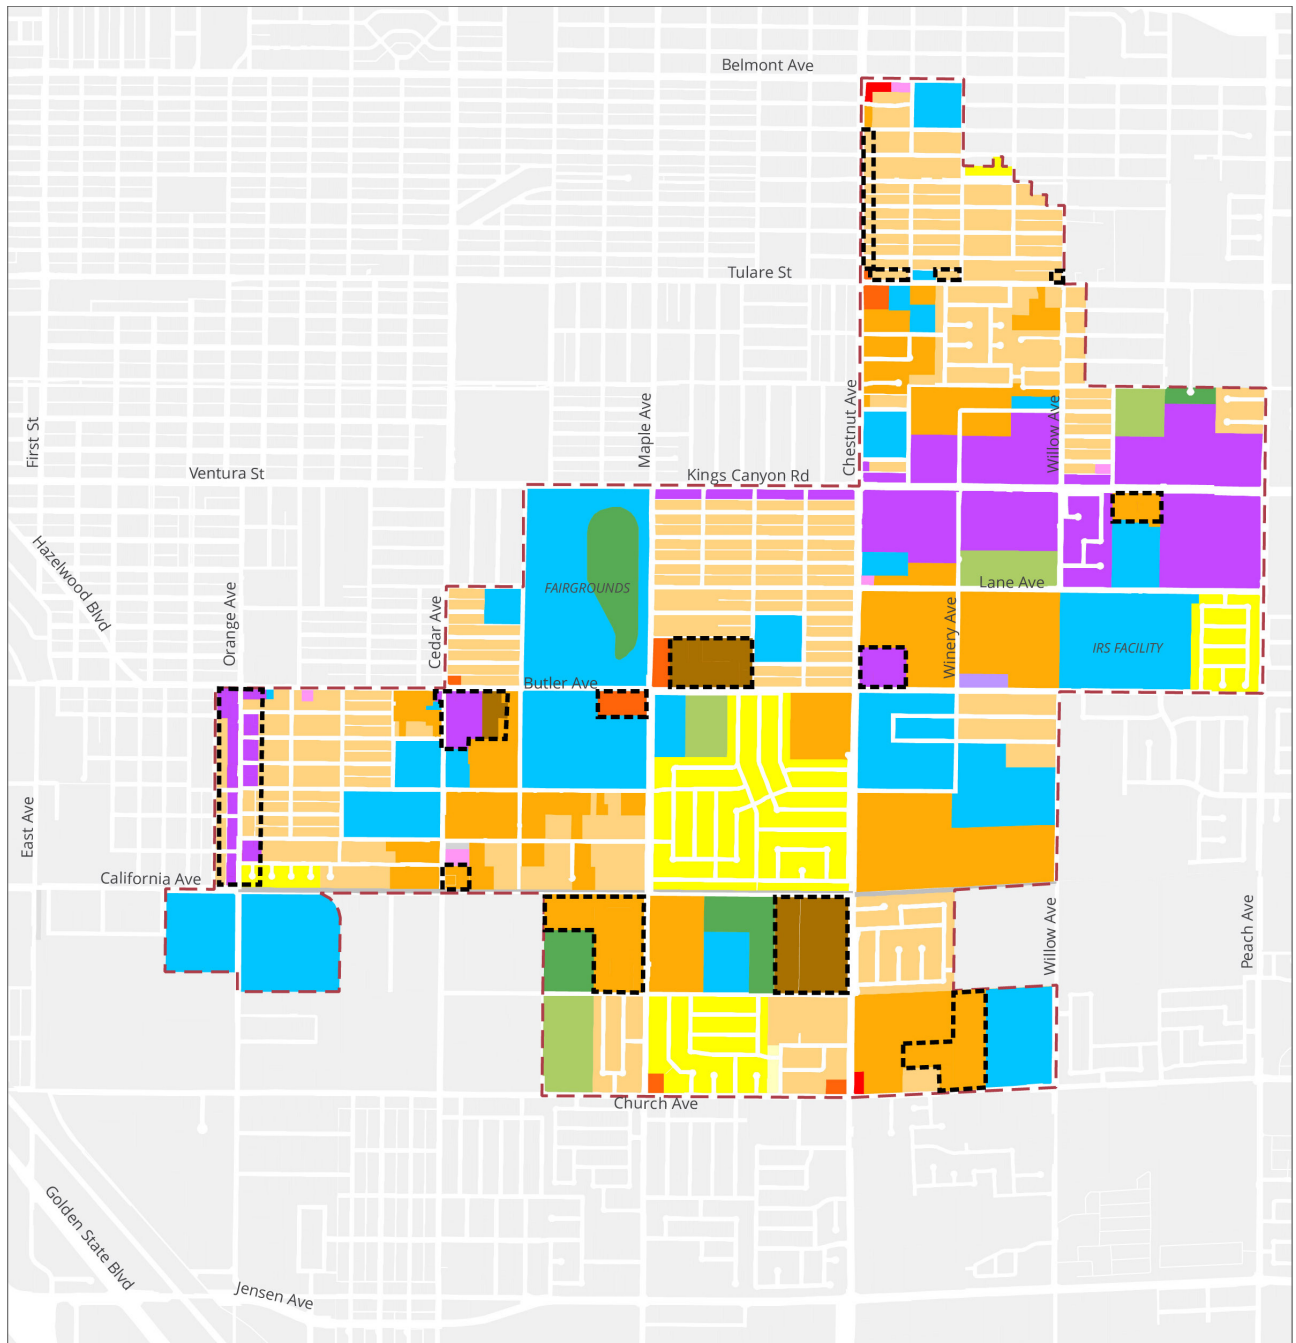 Belmont Ave
Tulare St
First St
Maple Ave
Chestnut Ave
Willow Ave
Ventura St
Kings Canyon Rd
Hazelwood Blvd
Orange Ave
Cedar Ave
FAIRGROUNDS
Lane Ave
Winery Ave
IRS FACILITY
Butler Ave
East Ave
California Ave
Willow Ave
Peach Ave
Church Ave
Golden State Blvd
Jensen Ave